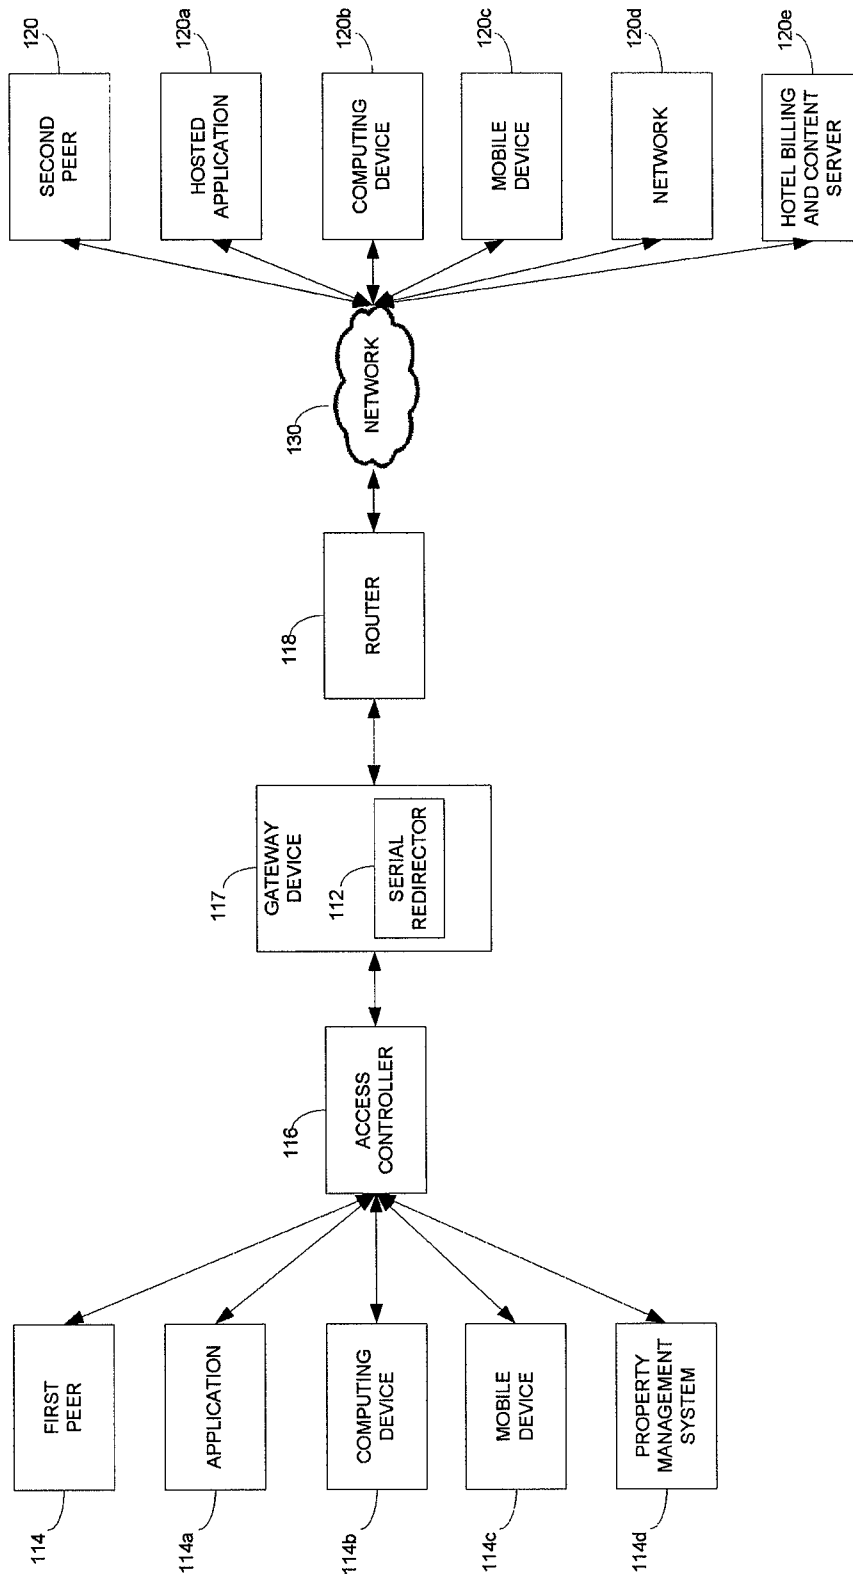 114
FIRST
PEER
114a
APPLICATION
114b
COMPUTING
DEVICE
114c
MOBILE
DEVICE
114d
PROPERTY
MANAGEMENT
SYSTEM
116
ACCESS
CONTROLLER
117
GATEWAY
DEVICE
112
SERIAL
REDIRECTOR
118
ROUTER
130
NETWORK
120
SECOND
PEER
120a
HOSTED
APPLICATION
120b
COMPUTING
DEVICE
120c
MOBILE
DEVICE
120d
NETWORK
120e
HOTEL BILLING
AND CONTENT
SERVER